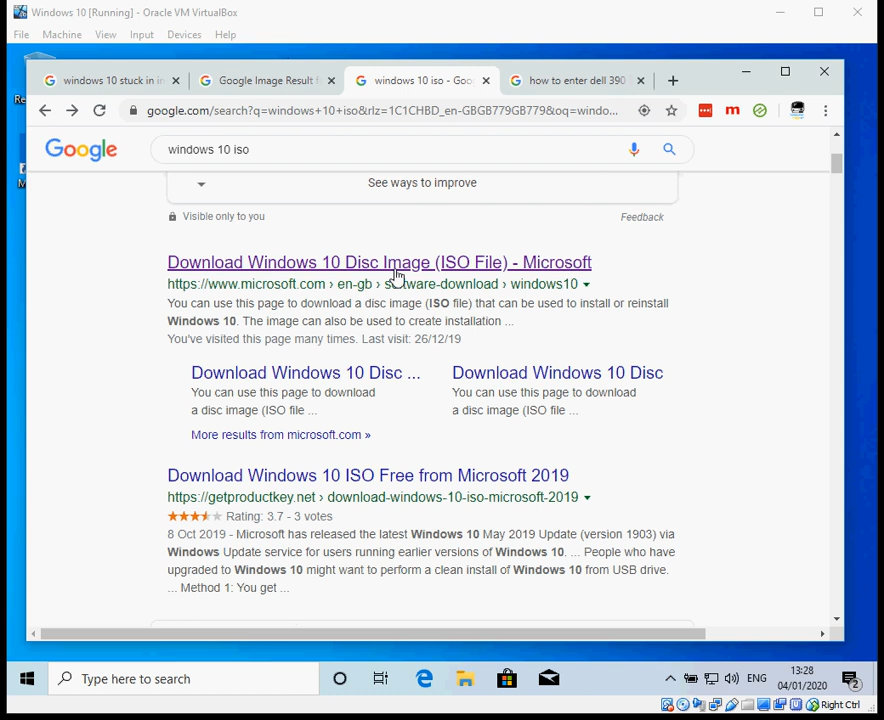 Windows 10 [Running] - Oracle VM VirtualBox
File Machine View Input Devices Help
windows 10 stuck in in
Google Image Result f
windows 10 iso - Goo
how to enter dell 390
google.com/search?q=windows+10+iso&rlz=1C1CHBD_en-GBGB779GB779&oq=windo...
m
Google
windows 10 iso
See ways to improve
Visible only to you
Feedback
Download Windows 10 Disc Image (ISO File) - Microsoft
https://www.microsoft.com › en-gb › software-download › windows10
You can use this page to download a disc image (ISO file) that can be used to install or reinstall
Windows 10. The image can also be used to create installation ...
You've visited this page many times. Last visit: 26/12/19
Download Windows 10 Disc ...
Download Windows 10 Disc
You can use this page to download
You can use this page to download
a disc image (ISO file ...
a disc image (ISO file ...
More results from microsoft.com »
Download Windows 10 ISO Free from Microsoft 2019
https://getproductkey.net › download-windows-10-iso-microsoft-2019
Rating: 3.7 - 3 votes
8 Oct 2019 - Microsoft has released the latest Windows 10 May 2019 Update (version 1903) via
Windows Update service for users running earlier versions of Windows 10. ... People who have
upgraded to Windows 10 might want to perform a clean install of Windows 10 from USB drive.
... Method 1: You get ...
Type here to search
ENG
13:28
04/01/2020
2
Right Ctrl